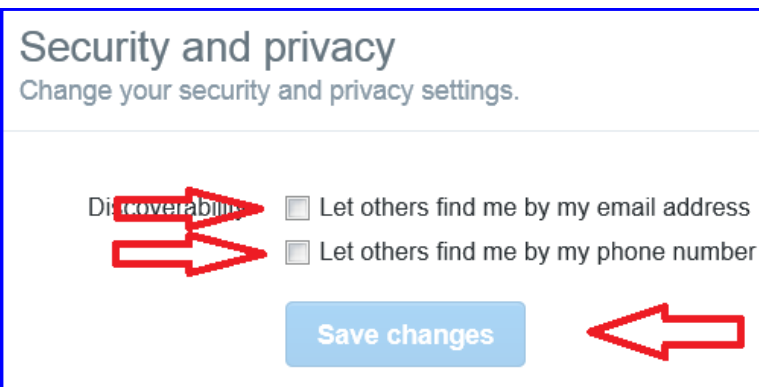 Security and privacy
Change your security and privacy settings.
Discoverability
Let others find me by my email address
Let others find me by my phone number
Save changes